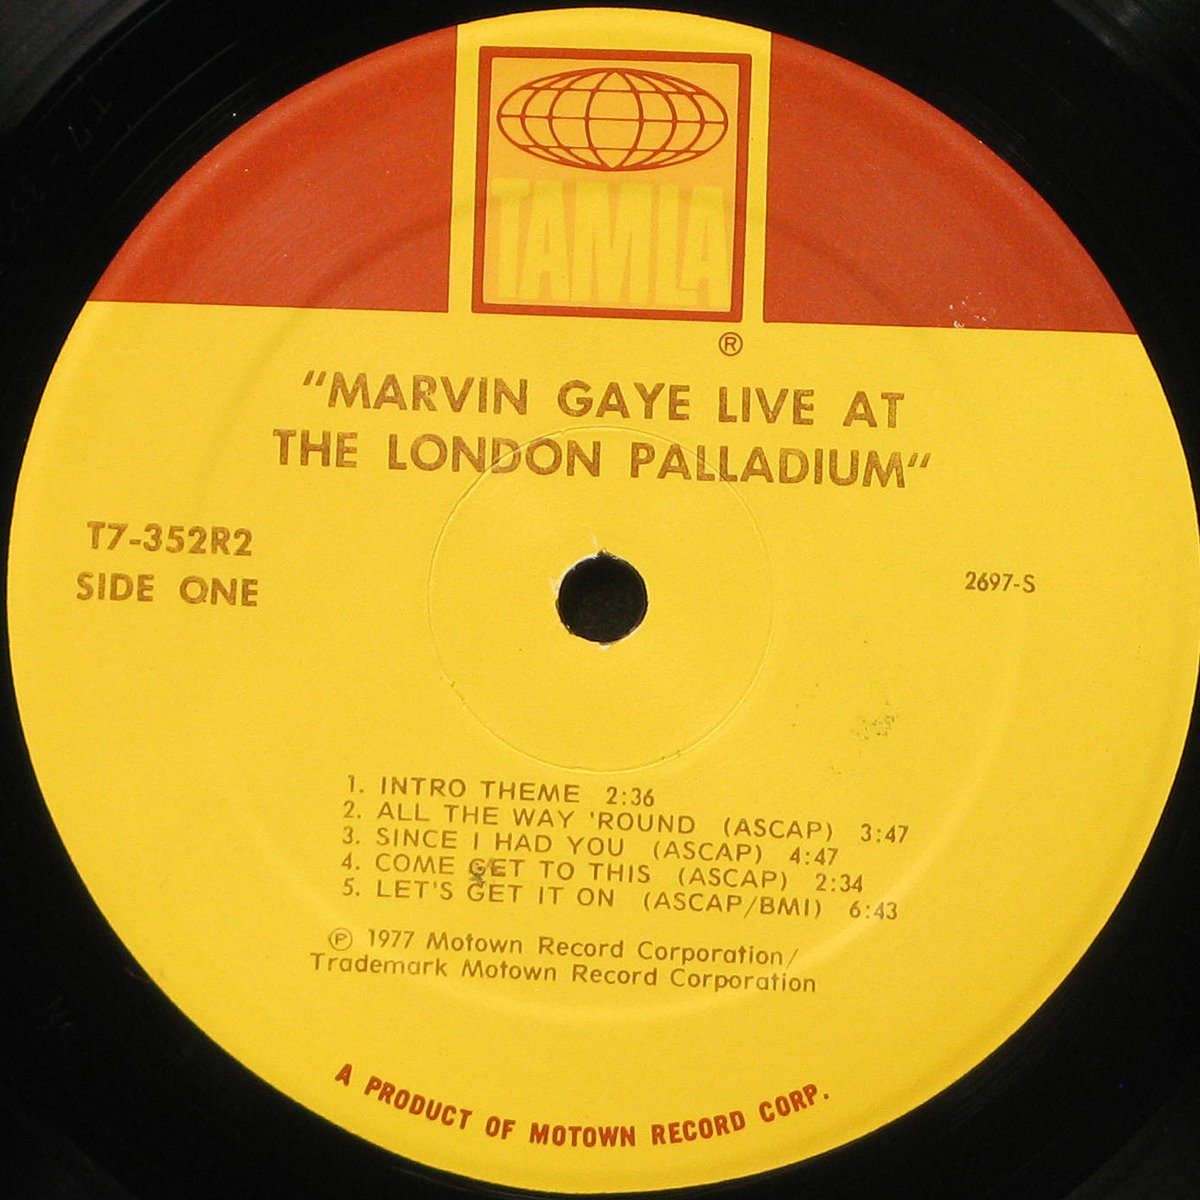 TAMLA
®
"MARVIN GAYE LIVE AT
THE LONDON PALLADIUM"
T7-352R2
SIDE ONE
2697-S
1. INTRO THEME 2:36
2. ALL THE WAY 'ROUND (ASCAP) 3:47
3. SINCE I HAD YOU (ASCAP) 4:47
4. COME GET TO THIS (ASCAP) 2:34
5. LET'S GET IT ON (ASCAP/BMI) 6:43
℗ 1977 Motown Record Corporation/
Trademark Motown Record Corporation
A PRODUCT OF MOTOWN RECORD CORP.